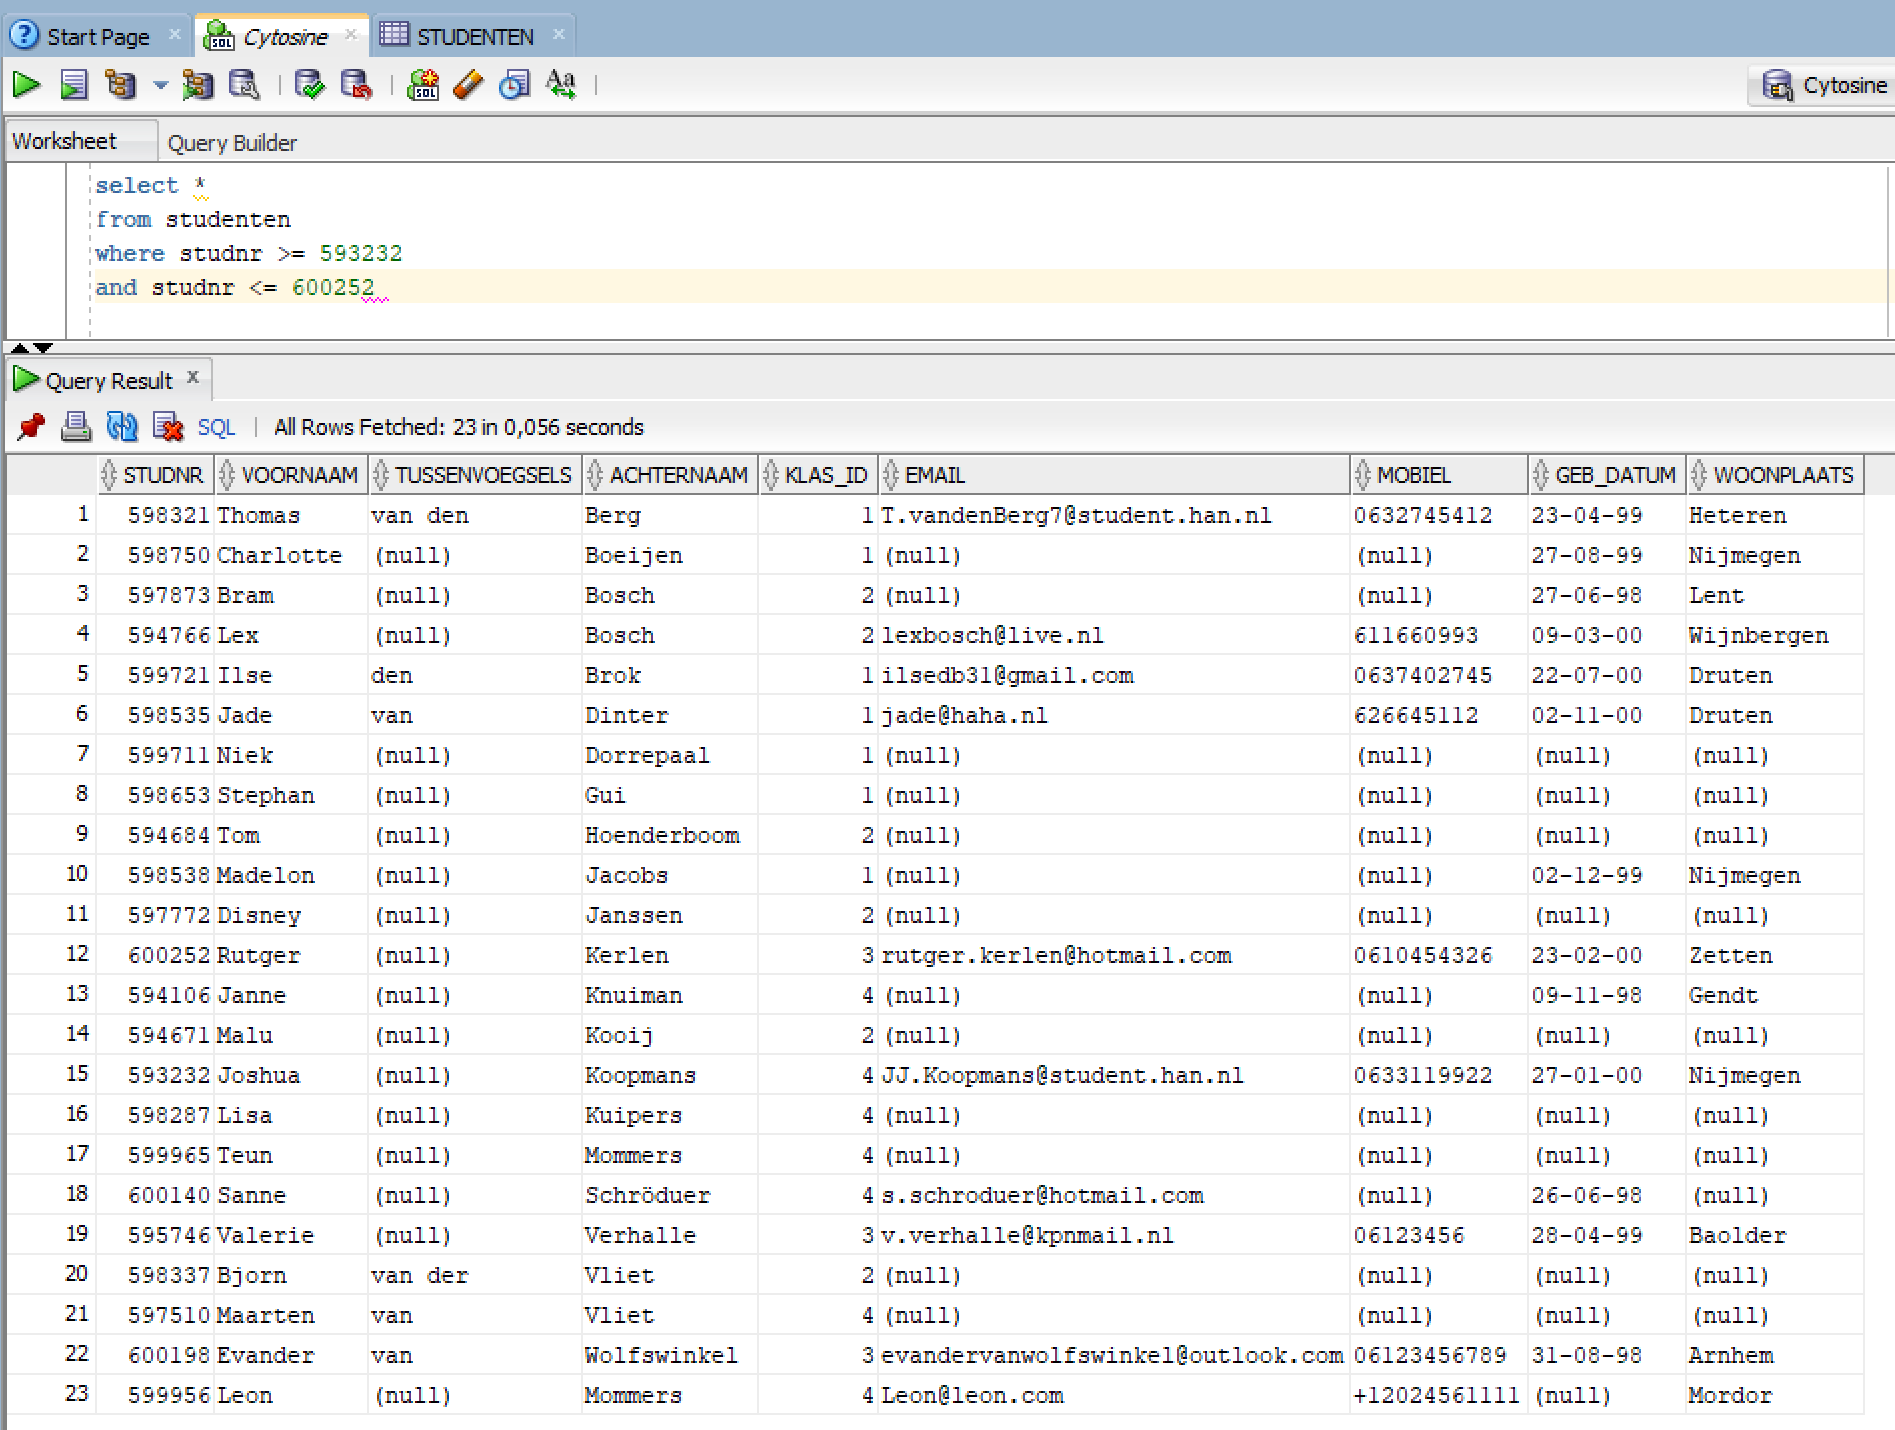 Start Page Cytosine STUDENTEN
Cytosine
Worksheet Query Builder
select *
from studenten
where studnr >= 593232
and studnr <= 600252
Query Result
SQL | All Rows Fetched: 23 in 0,056 seconds
STUDNR VOORNAAM TUSSENVOEGSELS ACHTERNAAM KLAS_ID EMAIL MOBIEL GEB_DATUM WOONPLAATS
1 598321 Thomas van den Berg 1 T.vandenBerg7@student.han.nl 0632745412 23-04-99 Heteren
2 598750 Charlotte (null) Boeijen 1 (null) (null) 27-08-99 Nijmegen
3 597873 Bram (null) Bosch 2 (null) (null) 27-06-98 Lent
4 594766 Lex (null) Bosch 2 lexbosch@live.nl 611660993 09-03-00 Wijnbergen
5 599721 Ilse den Brok 1 ilsedb31@gmail.com 0637402745 22-07-00 Druten
6 598535 Jade van Dinter 1 jade@haha.nl 626645112 02-11-00 Druten
7 599711 Niek (null) Dorrepaal 1 (null) (null) (null) (null)
8 598653 Stephan (null) Gui 1 (null) (null) (null) (null)
9 594684 Tom (null) Hoenderboom 2 (null) (null) (null) (null)
10 598538 Madelon (null) Jacobs 1 (null) (null) 02-12-99 Nijmegen
11 597772 Disney (null) Janssen 2 (null) (null) (null) (null)
12 600252 Rutger (null) Kerlen 3 rutger.kerlen@hotmail.com 0610454326 23-02-00 Zetten
13 594106 Janne (null) Knuiman 4 (null) (null) 09-11-98 Gendt
14 594671 Malu (null) Kooij 2 (null) (null) (null) (null)
15 593232 Joshua (null) Koopmans 4 JJ.Koopmans@student.han.nl 0633119922 27-01-00 Nijmegen
16 598287 Lisa (null) Kuipers 4 (null) (null) (null) (null)
17 599965 Teun (null) Mommers 4 (null) (null) (null) (null)
18 600140 Sanne (null) Schröduer 4 s.schroduer@hotmail.com (null) 26-06-98 (null)
19 595746 Valerie (null) Verhalle 3 v.verhalle@kpnmail.nl 06123456 28-04-99 Baolder
20 598337 Bjorn van der Vliet 2 (null) (null) (null) (null)
21 597510 Maarten van Vliet 4 (null) (null) (null) (null)
22 600198 Evander van Wolfswinkel 3 evandervanwolfswinkel@outlook.com 06123456789 31-08-98 Arnhem
23 599956 Leon (null) Mommers 4 Leon@leon.com +12024561111 (null) Mordor